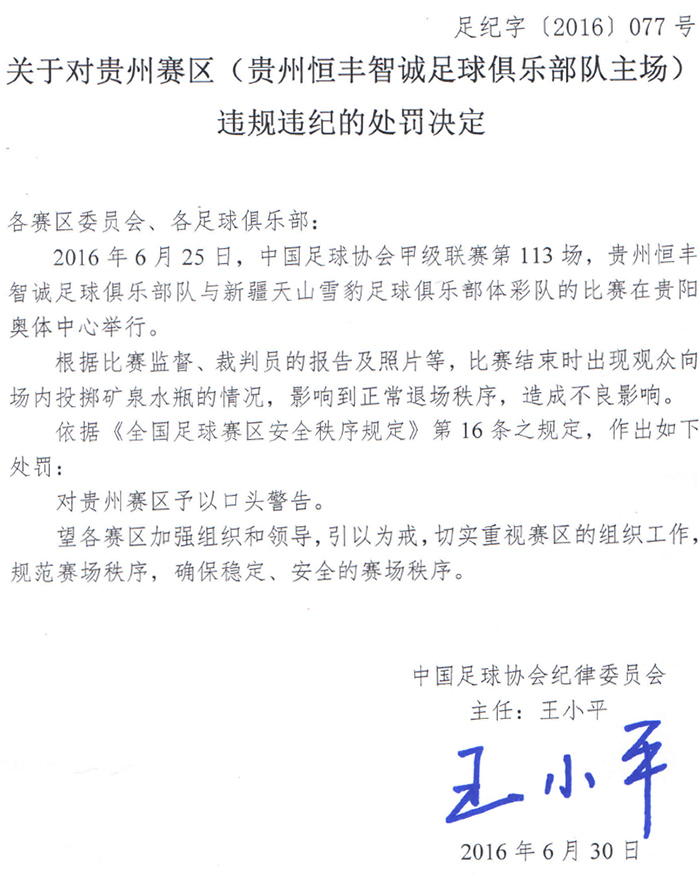 足纪字〔2016〕077 号
关于对贵州赛区（贵州恒丰智诚足球俱乐部队主场）
违规违纪的处罚决定
各赛区委员会、各足球俱乐部：
2016 年 6 月 25 日，中国足球协会甲级联赛第 113 场，贵州恒丰
智诚足球俱乐部队与新疆天山雪豹足球俱乐部体彩队的比赛在贵阳
奥体中心举行。
根据比赛监督、裁判员的报告及照片等，比赛结束时出现观众向
场内投掷矿泉水瓶的情况，影响到正常退场秩序，造成不良影响。
依据《全国足球赛区安全秩序规定》第 16 条之规定，作出如下
处罚：
对贵州赛区予以口头警告。
望各赛区加强组织和领导，引以为戒，切实重视赛区的组织工作，
规范赛场秩序，确保稳定、安全的赛场秩序。
中国足球协会纪律委员会
主任：王小平
王小平
2016 年 6 月 30 日